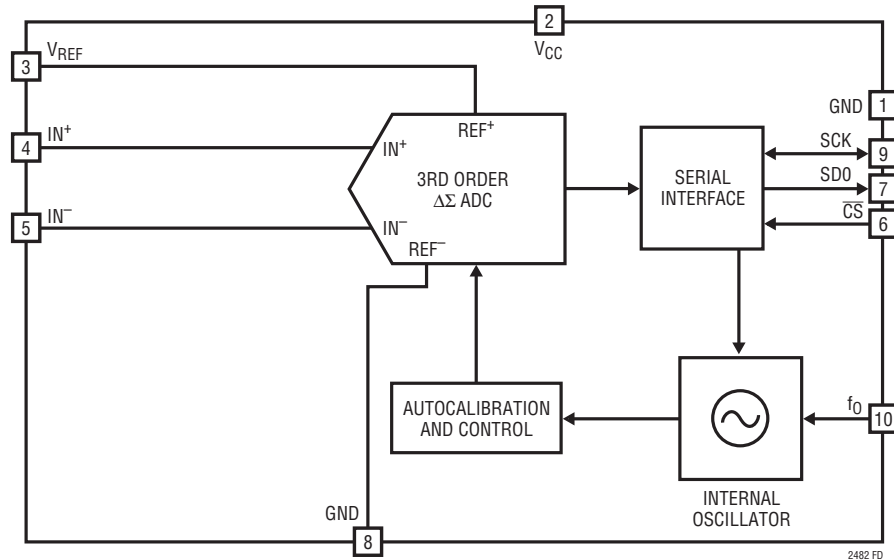 2
VCC
3
VREF
GND
1
4
IN+
REF+
IN+
3RD ORDER
ΔΣ ADC
IN−
REF−
SERIAL
INTERFACE
SCK
9
SD0
7
CS
6
5
IN−
AUTOCALIBRATION
AND CONTROL
fO
10
INTERNAL
OSCILLATOR
GND
8
2482 FD